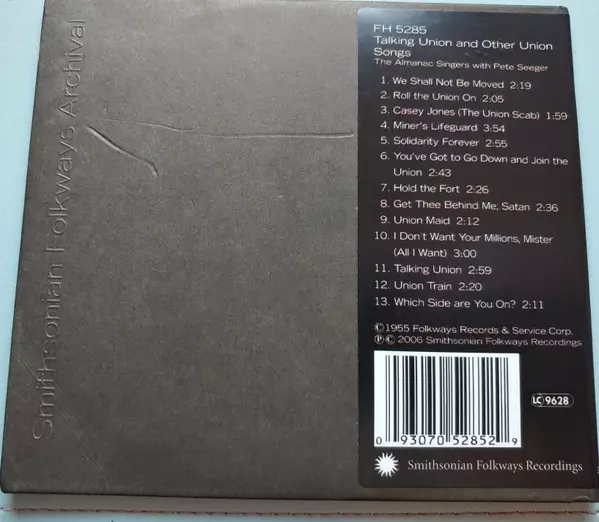 Smithsonian Folkways Archival
FH 5285
Talking Union and Other Union
Songs
The Almanac Singers with Pete Seeger
1. We Shall Not Be Moved 2:19
2. Roll the Union On 2:05
3. Casey Jones (The Union Scab) 1:59
4. Miner's Lifeguard 3:54
5. Solidarity Forever 2:55
6. You've Got to Go Down and Join the
Union 2:43
7. Hold the Fort 2:26
8. Get Thee Behind Me, Satan 2:36
9. Union Maid 2:12
10. I Don't Want Your Millions, Mister
(All I Want) 3:00
11. Talking Union 2:59
12. Union Train 2:20
13. Which Side are You On? 2:11
©1955 Folkways Records & Service Corp.
℗ © 2006 Smithsonian Folkways Recordings
LC 9628
0 93070 52852 9
Smithsonian Folkways Recordings